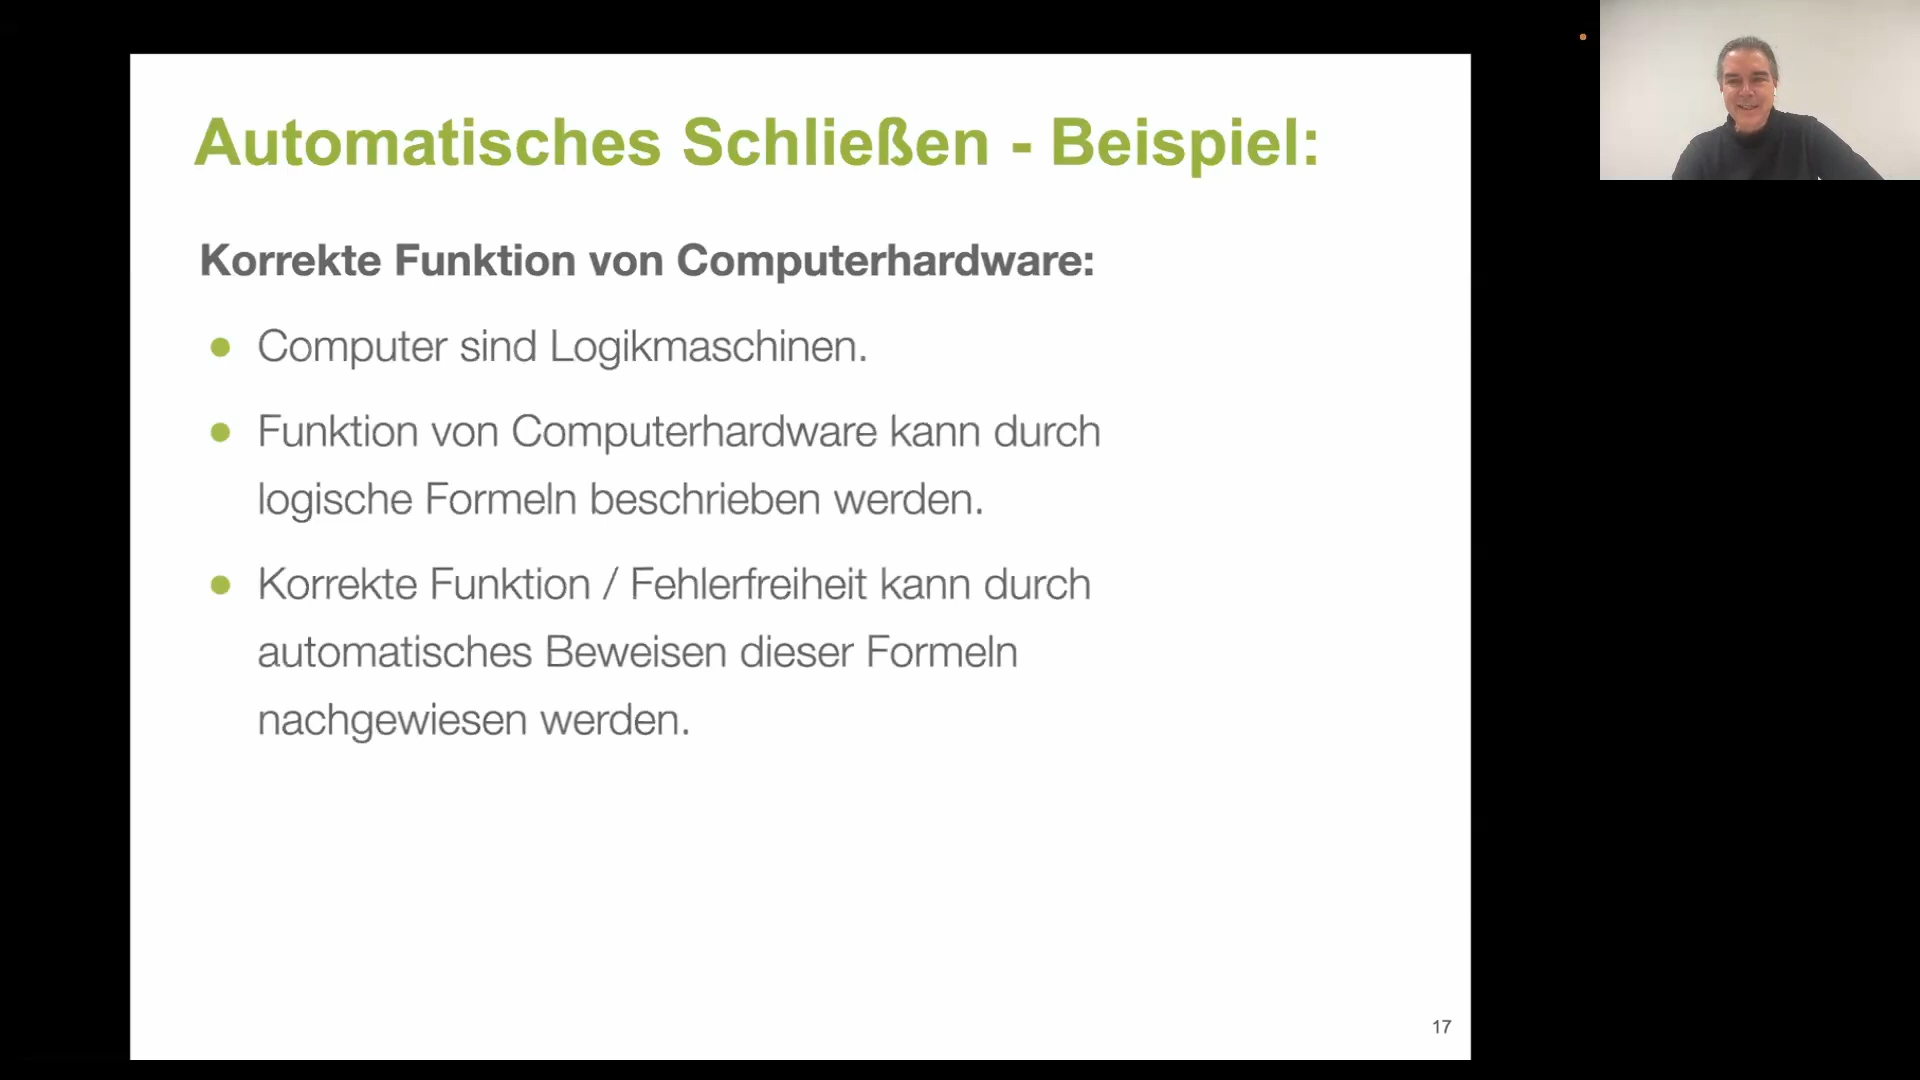 Automatisches Schließen - Beispiel:
Korrekte Funktion von Computerhardware:
Computer sind Logikmaschinen.
Funktion von Computerhardware kann durch
logische Formeln beschrieben werden.
Korrekte Funktion / Fehlerfreiheit kann durch
automatisches Beweisen dieser Formeln
nachgewiesen werden.
17